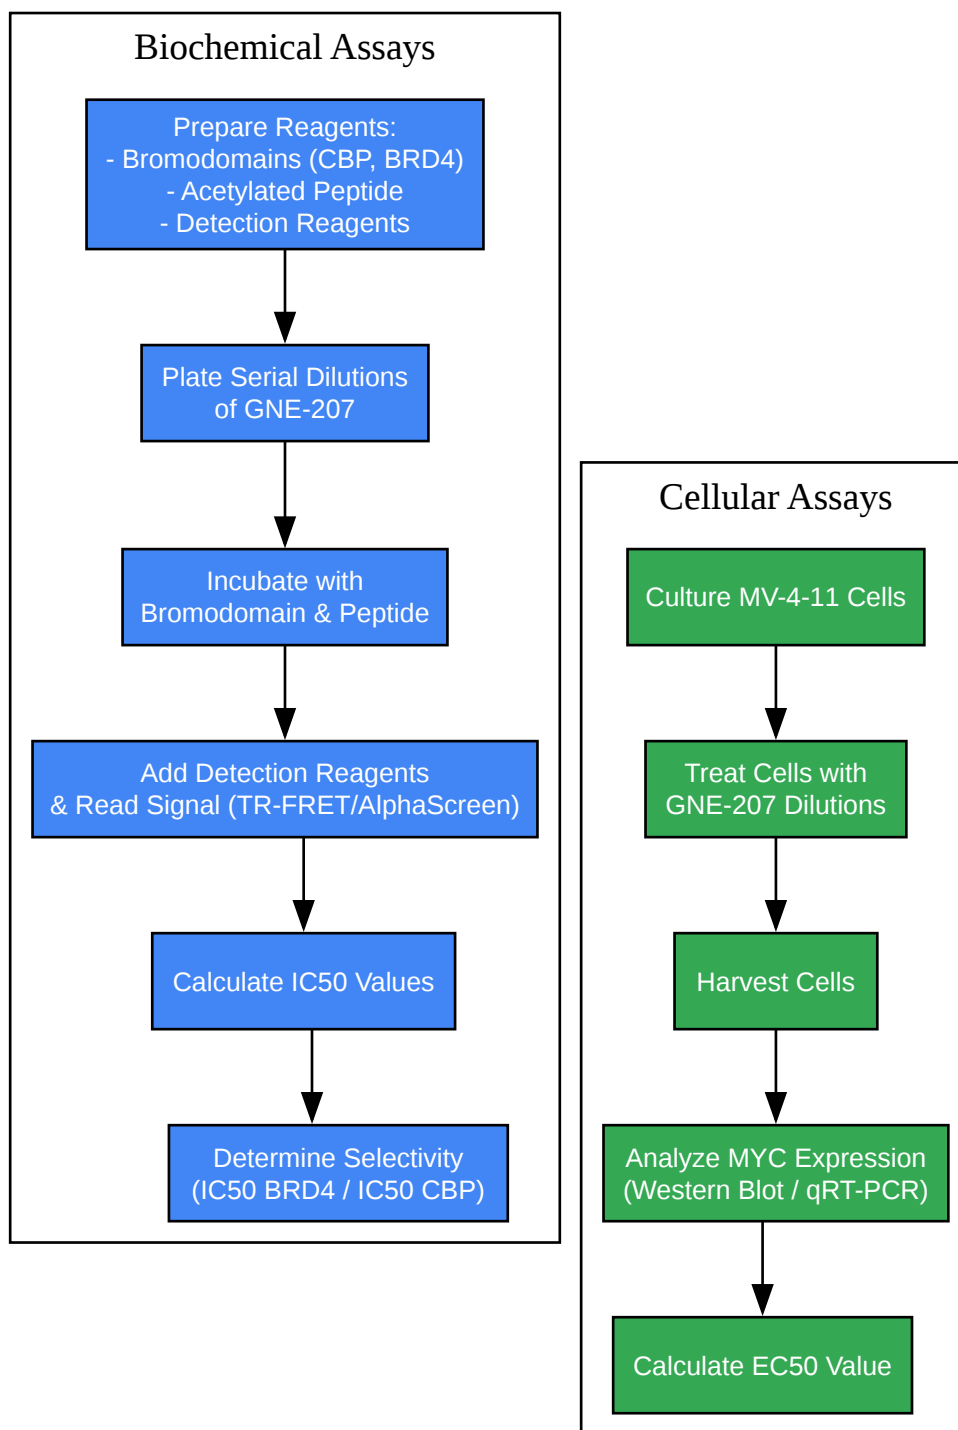 Biochemical Assays
Prepare Reagents:
- Bromodomains (CBP, BRD4)
- Acetylated Peptide
- Detection Reagents
Plate Serial Dilutions
of GNE-207
Incubate with
Bromodomain & Peptide
Add Detection Reagents
& Read Signal (TR-FRET/AlphaScreen)
Calculate IC50 Values
Determine Selectivity
(IC50 BRD4 / IC50 CBP)
Cellular Assays
Culture MV-4-11 Cells
Treat Cells with
GNE-207 Dilutions
Harvest Cells
Analyze MYC Expression
(Western Blot / qRT-PCR)
Calculate EC50 Value